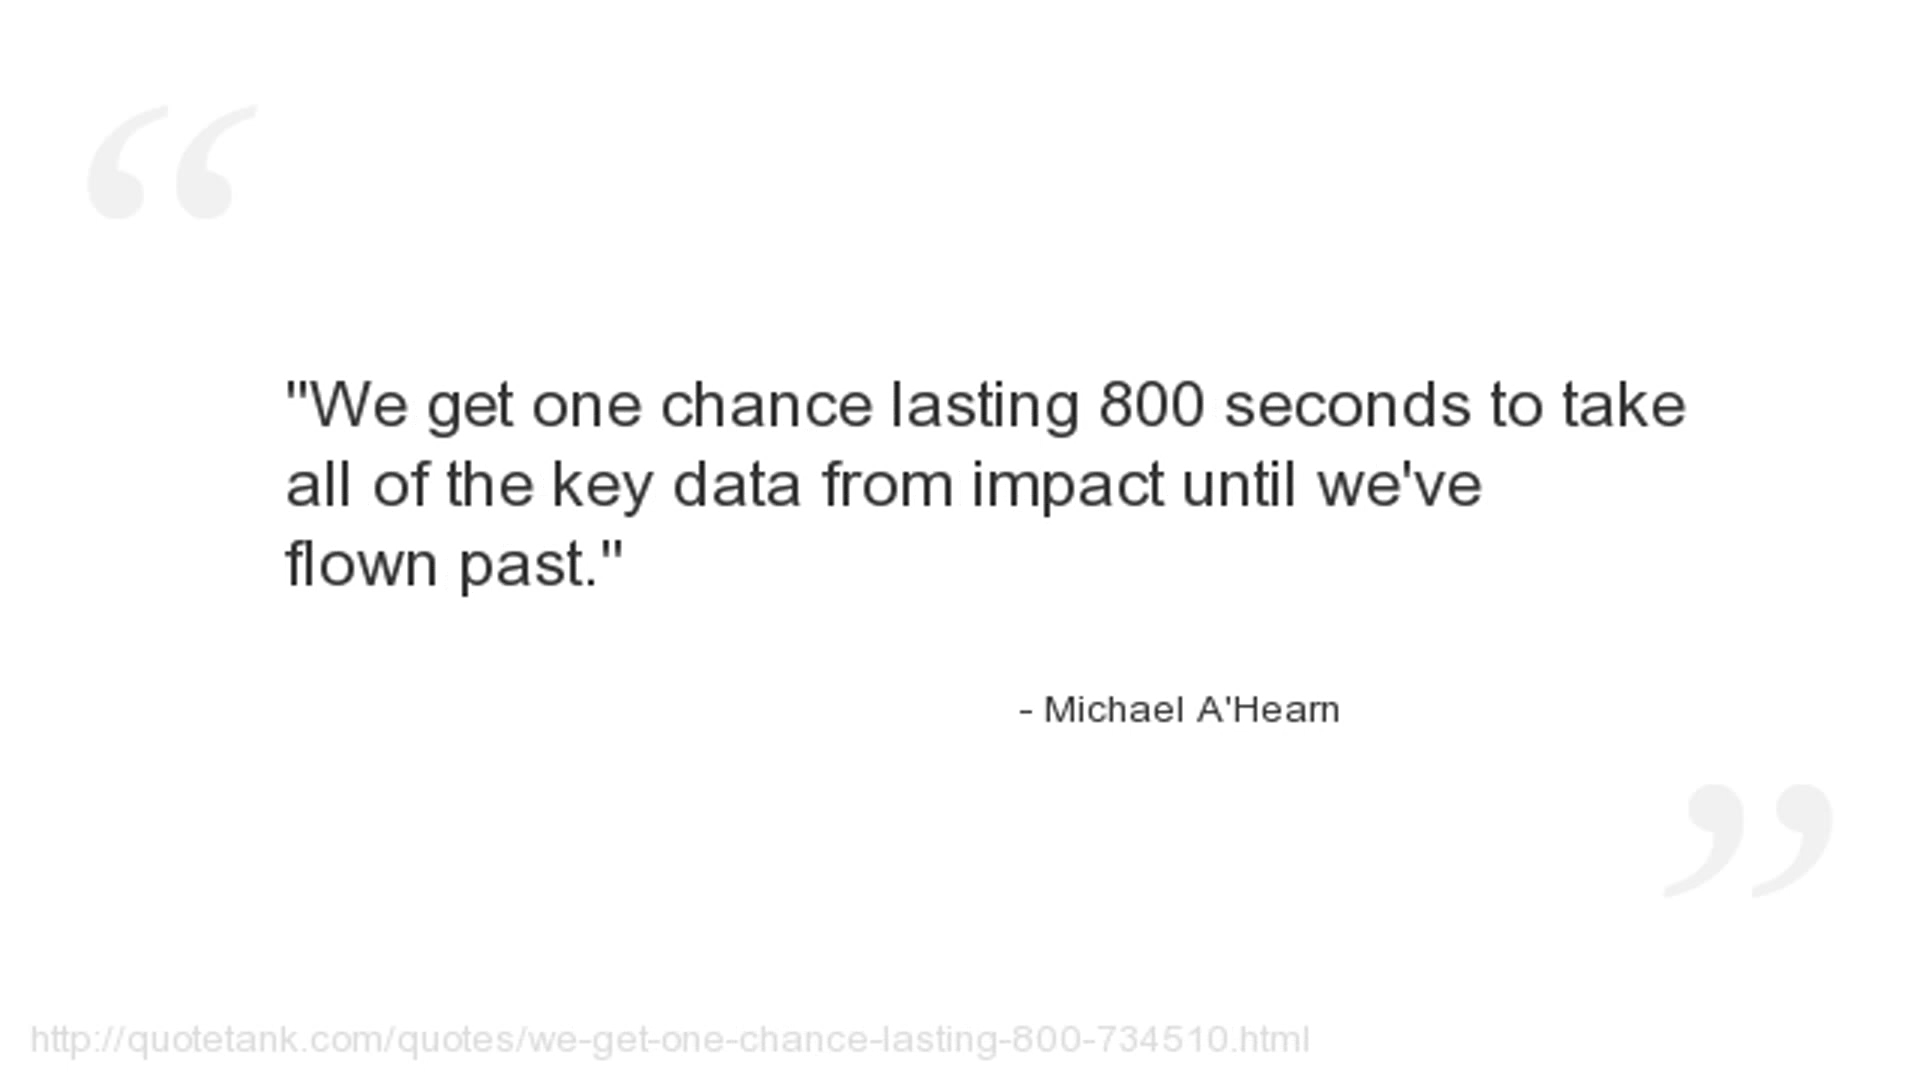 "We get one chance lasting 800 seconds to take
all of the key data from impact until we've
flown past."
- Michael A'Hearn
http://quotetank.com/quotes/we-get-one-chance-lasting-800-734510.html